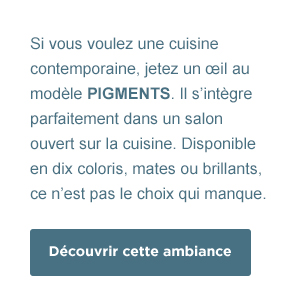 Si vous voulez une cuisine
contemporaine, jetez un œil au
modèle PIGMENTS. Il s’intègre
parfaitement dans un salon
ouvert sur la cuisine. Disponible
en dix coloris, mates ou brillants,
ce n’est pas le choix qui manque.
Découvrir cette ambiance